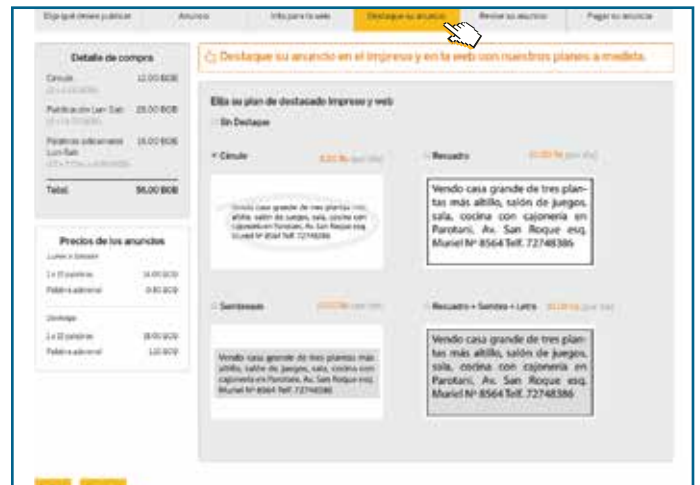 Elija qué desea publicar
Anuncio
Info para la web
Destaque su anuncio
Revise su anuncio
Pagar su anuncio
Detalle de compra
Círculo 12.00 BOB
Publicación Lun-Sab 28.00 BOB
Palabras adicionales 16.00 BOB
Lun-Sab
Total 56.00 BOB
Precios de los anuncios
Lunes a Sábado
Palabra adicional
Domingo
Palabra adicional
Destaque su anuncio en el impreso y en la web con nuestros planes a medida.
Elija su plan de destacado impreso y web
Sin Destaque
Círculo
Vendo casa grande de tres plantas más
altillo, salón de juegos, sala, cocina con
cajonería en Parotani, Av. San Roque esq.
Muriel Nº 8564 Telf. 72748386
Recuadro
Vendo casa grande de tres plan-
tas más altillo, salón de juegos,
sala, cocina con cajonería en
Parotani, Av. San Roque esq.
Muriel Nº 8564 Telf. 72748386
Sombreado
Vendo casa grande de tres plantas más
altillo, salón de juegos, sala, cocina con
cajonería en Parotani, Av. San Roque esq.
Muriel Nº 8564 Telf. 72748386
Recuadro + Sombra + Letra
Vendo casa grande de tres plan-
tas más altillo, salón de juegos,
sala, cocina con cajonería en
Parotani, Av. San Roque esq.
Muriel Nº 8564 Telf. 72748386